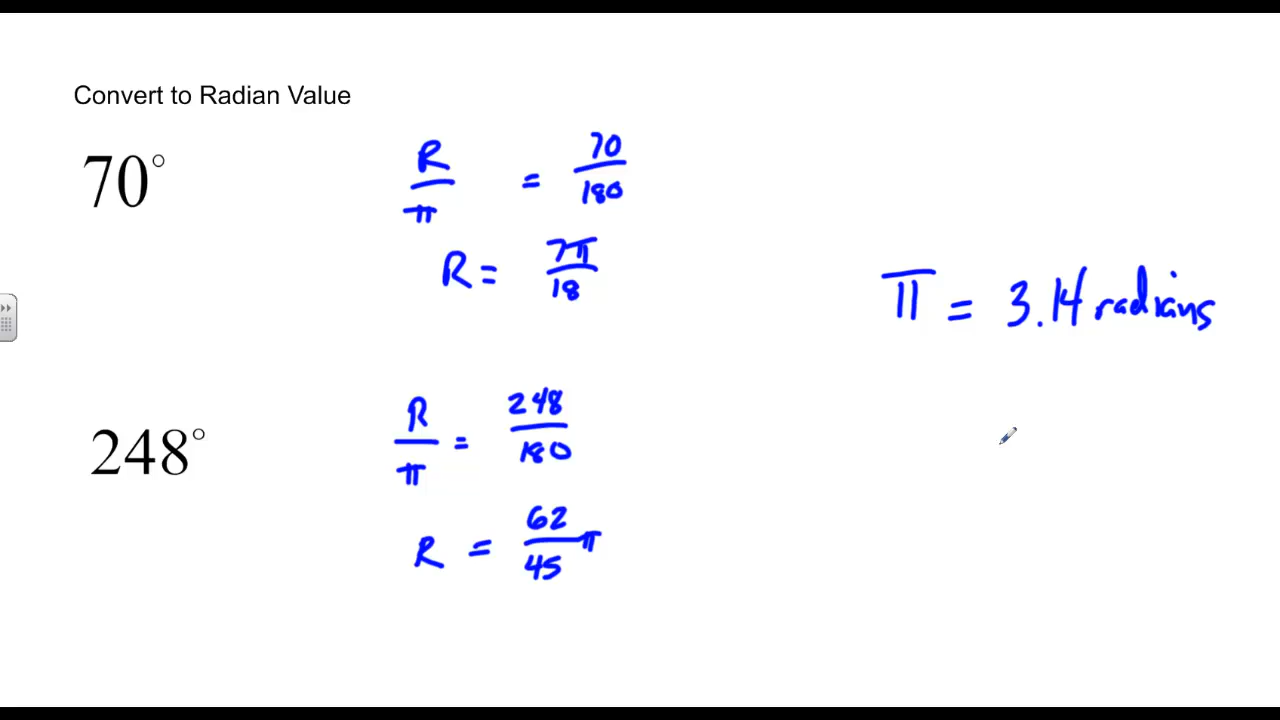 Convert to Radian Value
70°
R/π = 70/180
R = 7π/18
π = 3.14 radians
248°
R/π = 248/180
R = 62/45 π